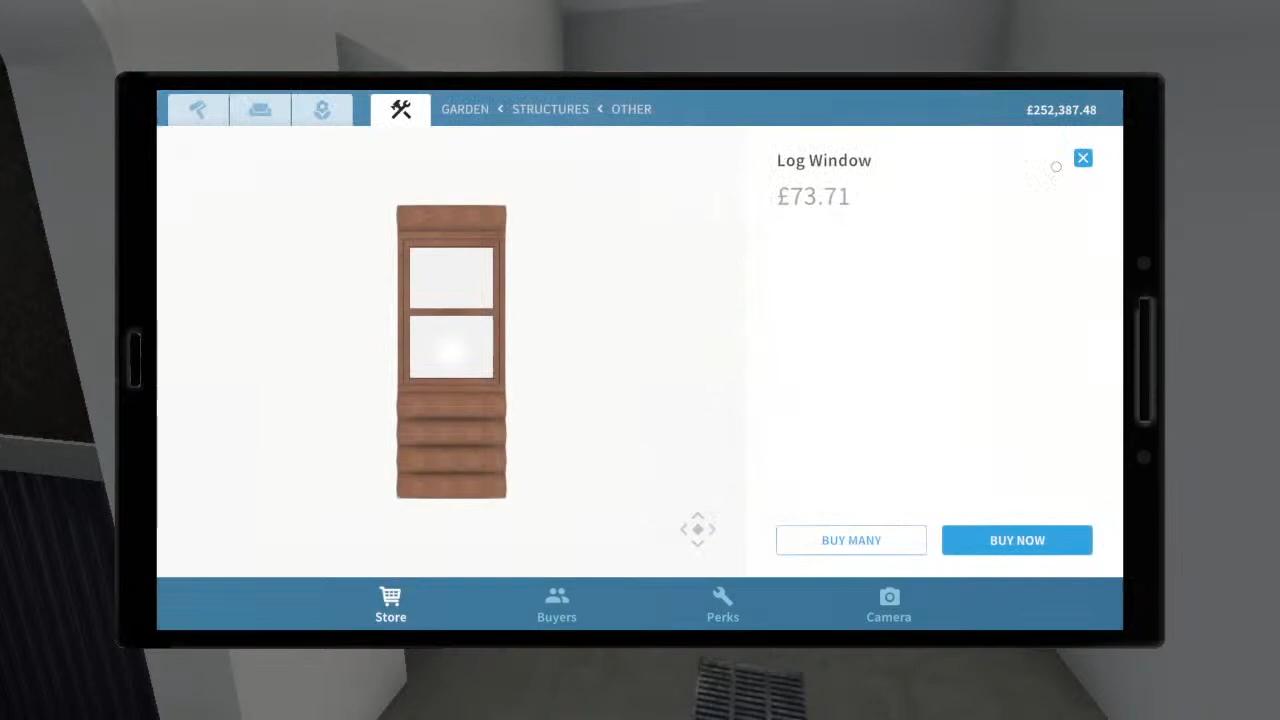 GARDEN < STRUCTURES < OTHER
£252,387.48
Log Window
£73.71
BUY MANY
BUY NOW
Store
Buyers
Perks
Camera